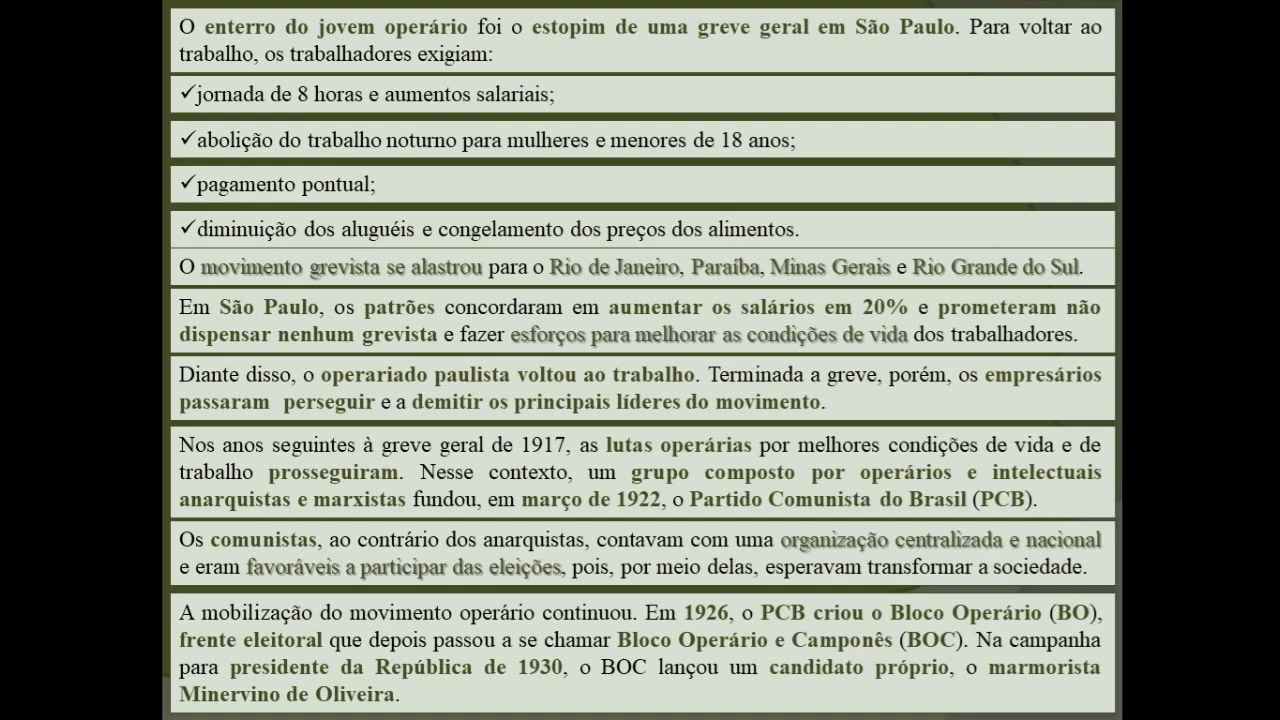 O enterro do jovem operário foi o estopim de uma greve geral em São Paulo. Para voltar ao
trabalho, os trabalhadores exigiam:
✓jornada de 8 horas e aumentos salariais;
✓abolição do trabalho noturno para mulheres e menores de 18 anos;
✓pagamento pontual;
✓diminuição dos aluguéis e congelamento dos preços dos alimentos.
O movimento grevista se alastrou para o Rio de Janeiro, Paraíba, Minas Gerais e Rio Grande do Sul.
Em São Paulo, os patrões concordaram em aumentar os salários em 20% e prometeram não
dispensar nenhum grevista e fazer esforços para melhorar as condições de vida dos trabalhadores.
Diante disso, o operariado paulista voltou ao trabalho. Terminada a greve, porém, os empresários
passaram perseguir e a demitir os principais líderes do movimento.
Nos anos seguintes à greve geral de 1917, as lutas operárias por melhores condições de vida e de
trabalho prosseguiram. Nesse contexto, um grupo composto por operários e intelectuais
anarquistas e marxistas fundou, em março de 1922, o Partido Comunista do Brasil (PCB).
Os comunistas, ao contrário dos anarquistas, contavam com uma organização centralizada e nacional
e eram favoráveis a participar das eleições, pois, por meio delas, esperavam transformar a sociedade.
A mobilização do movimento operário continuou. Em 1926, o PCB criou o Bloco Operário (BO),
frente eleitoral que depois passou a se chamar Bloco Operário e Camponês (BOC). Na campanha
para presidente da República de 1930, o BOC lançou um candidato próprio, o marmorista
Minervino de Oliveira.